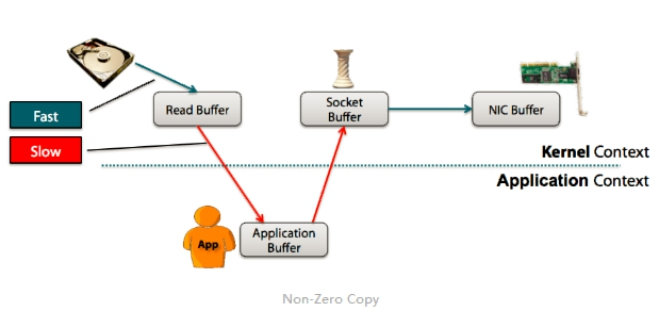 Fast
Slow
Read Buffer
Socket
Buffer
NIC Buffer
Kernel Context
Application Context
App
Application
Buffer
Non-Zero Copy